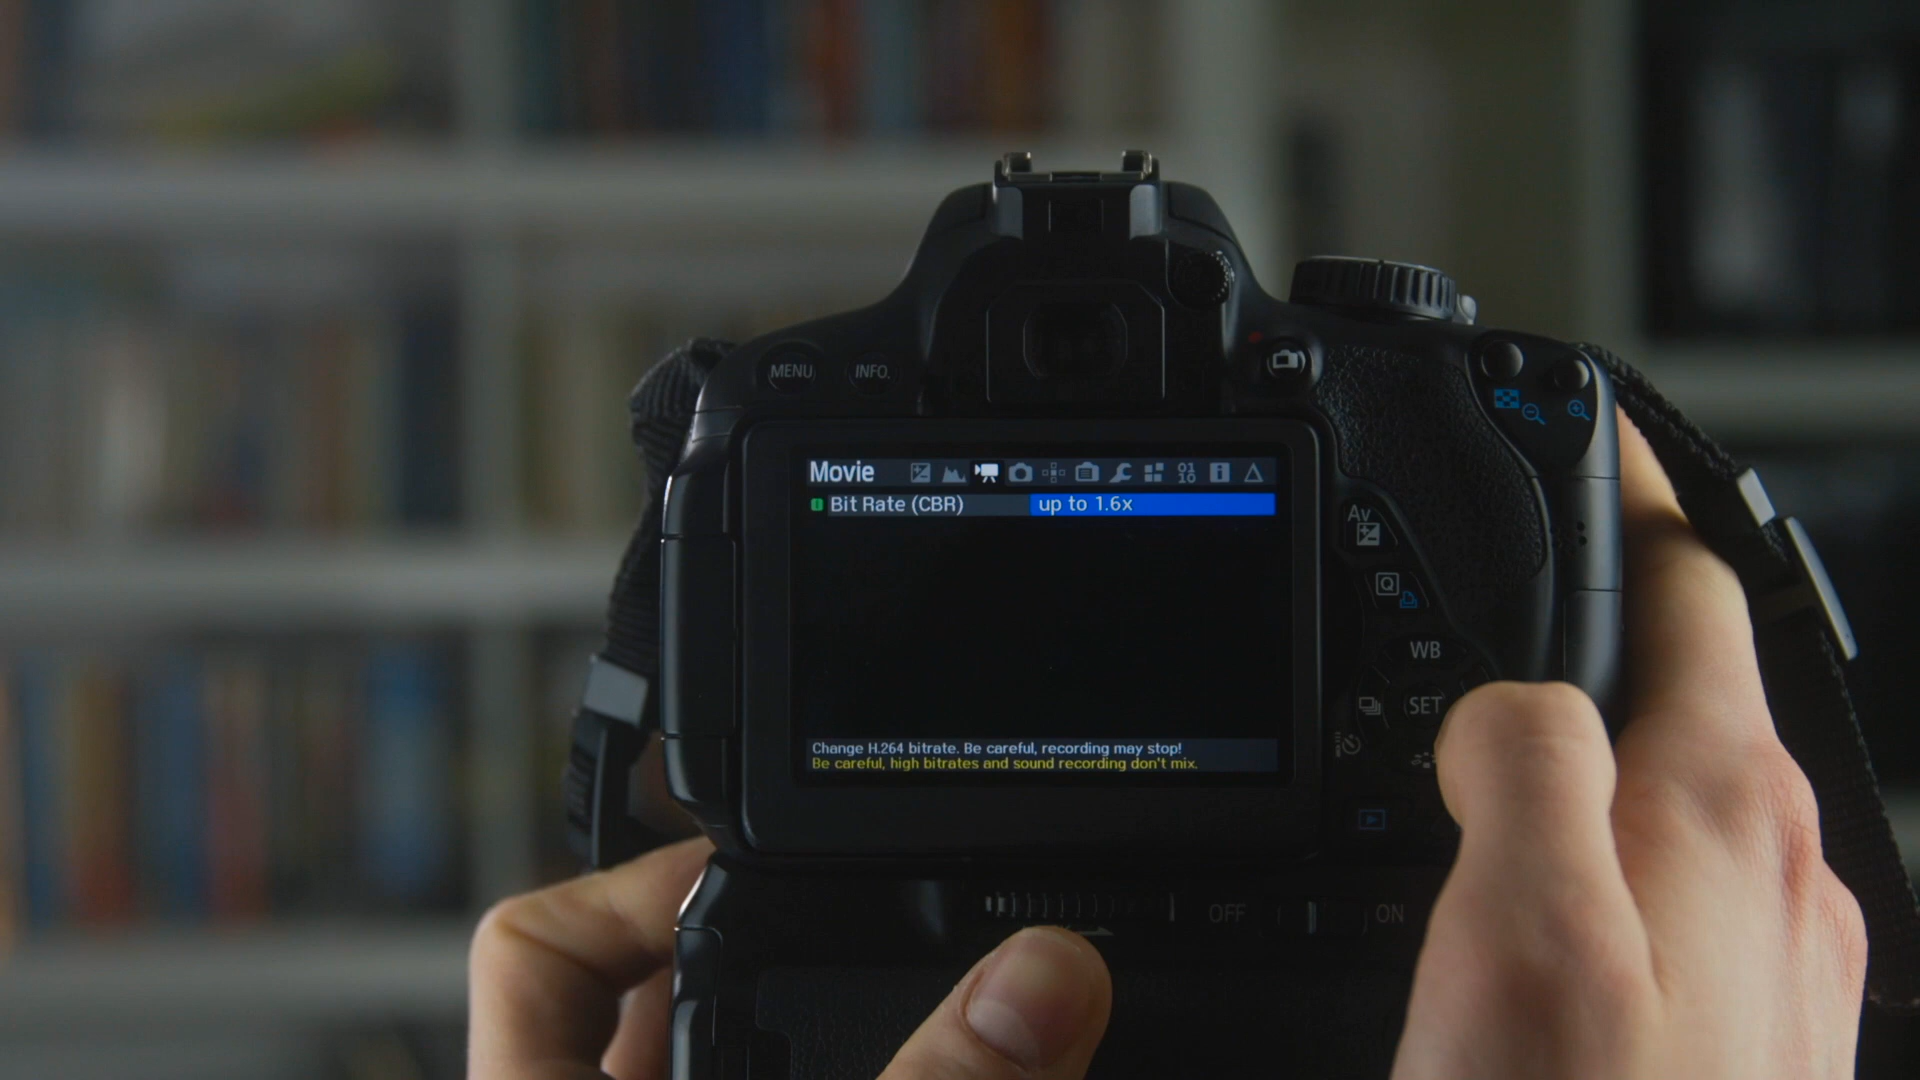 MENU INFO.
Movie
Bit Rate (CBR) up to 1.6x
Av
Q
WB
SET
Change H.264 bitrate. Be careful, recording may stop!
Be careful, high bitrates and sound recording don't mix.
OFF ON